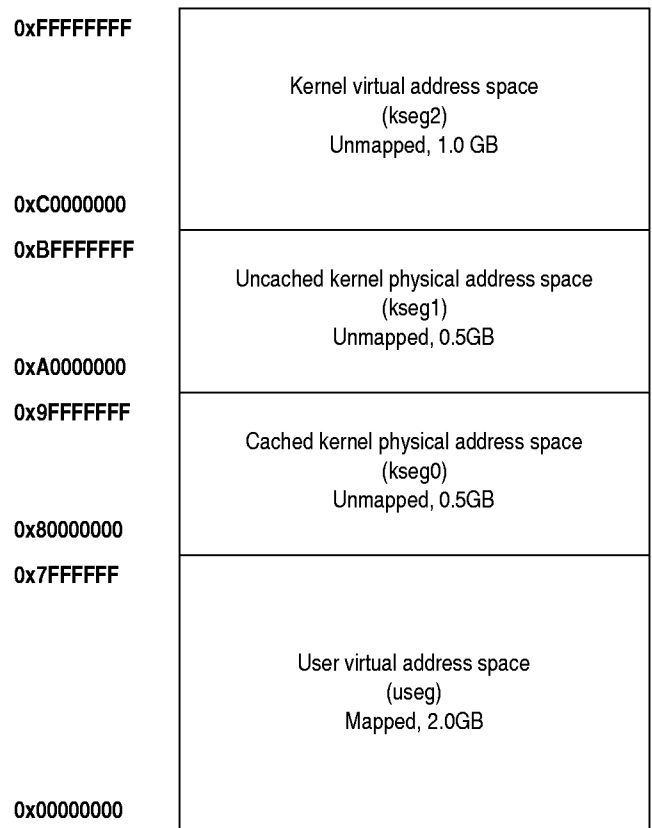 0xFFFFFFFF
Kernel virtual address space
(kseg2)
Unmapped, 1.0 GB
0xC0000000
0xBFFFFFFF
Uncached kernel physical address space
(kseg1)
Unmapped, 0.5GB
0xA0000000
0x9FFFFFFF
Cached kernel physical address space
(kseg0)
Unmapped, 0.5GB
0x80000000
0x7FFFFFF
User virtual address space
(useg)
Mapped, 2.0GB
0x00000000